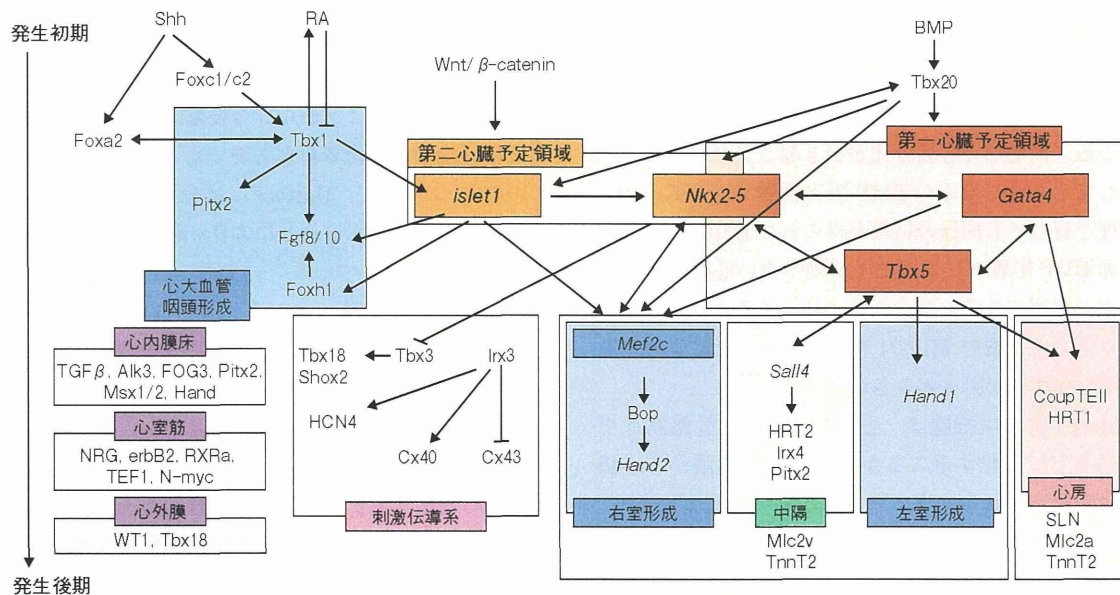 発生初期
発生後期
Shh
Foxc1/c2
Foxa2
RA
Tbx1
Pitx2
Fgf8/10
Foxh1
心大血管
咽頭形成
Wnt/ β-catenin
第二心臓予定領域
islet1
Nkx2-5
BMP
Tbx20
第一心臓予定領域
Gata4
Tbx5
心内膜床
TGFβ, Alk3, FOG3, Pitx2,
Msx1/2, Hand
心室筋
NRG, erbB2, RXRa,
TEF1, N-myc
心外膜
WT1, Tbx18
Tbx18
Shox2
Tbx3
Irx3
HCN4
Cx40
Cx43
刺激伝導系
Mef2c
Bop
Hand2
右室形成
Sall4
HRT2
Irx4
Pitx2
中隔
Mlc2v
TnnT2
Hand1
左室形成
CoupTEII
HRT1
心房
SLN
Mlc2a
TnnT2